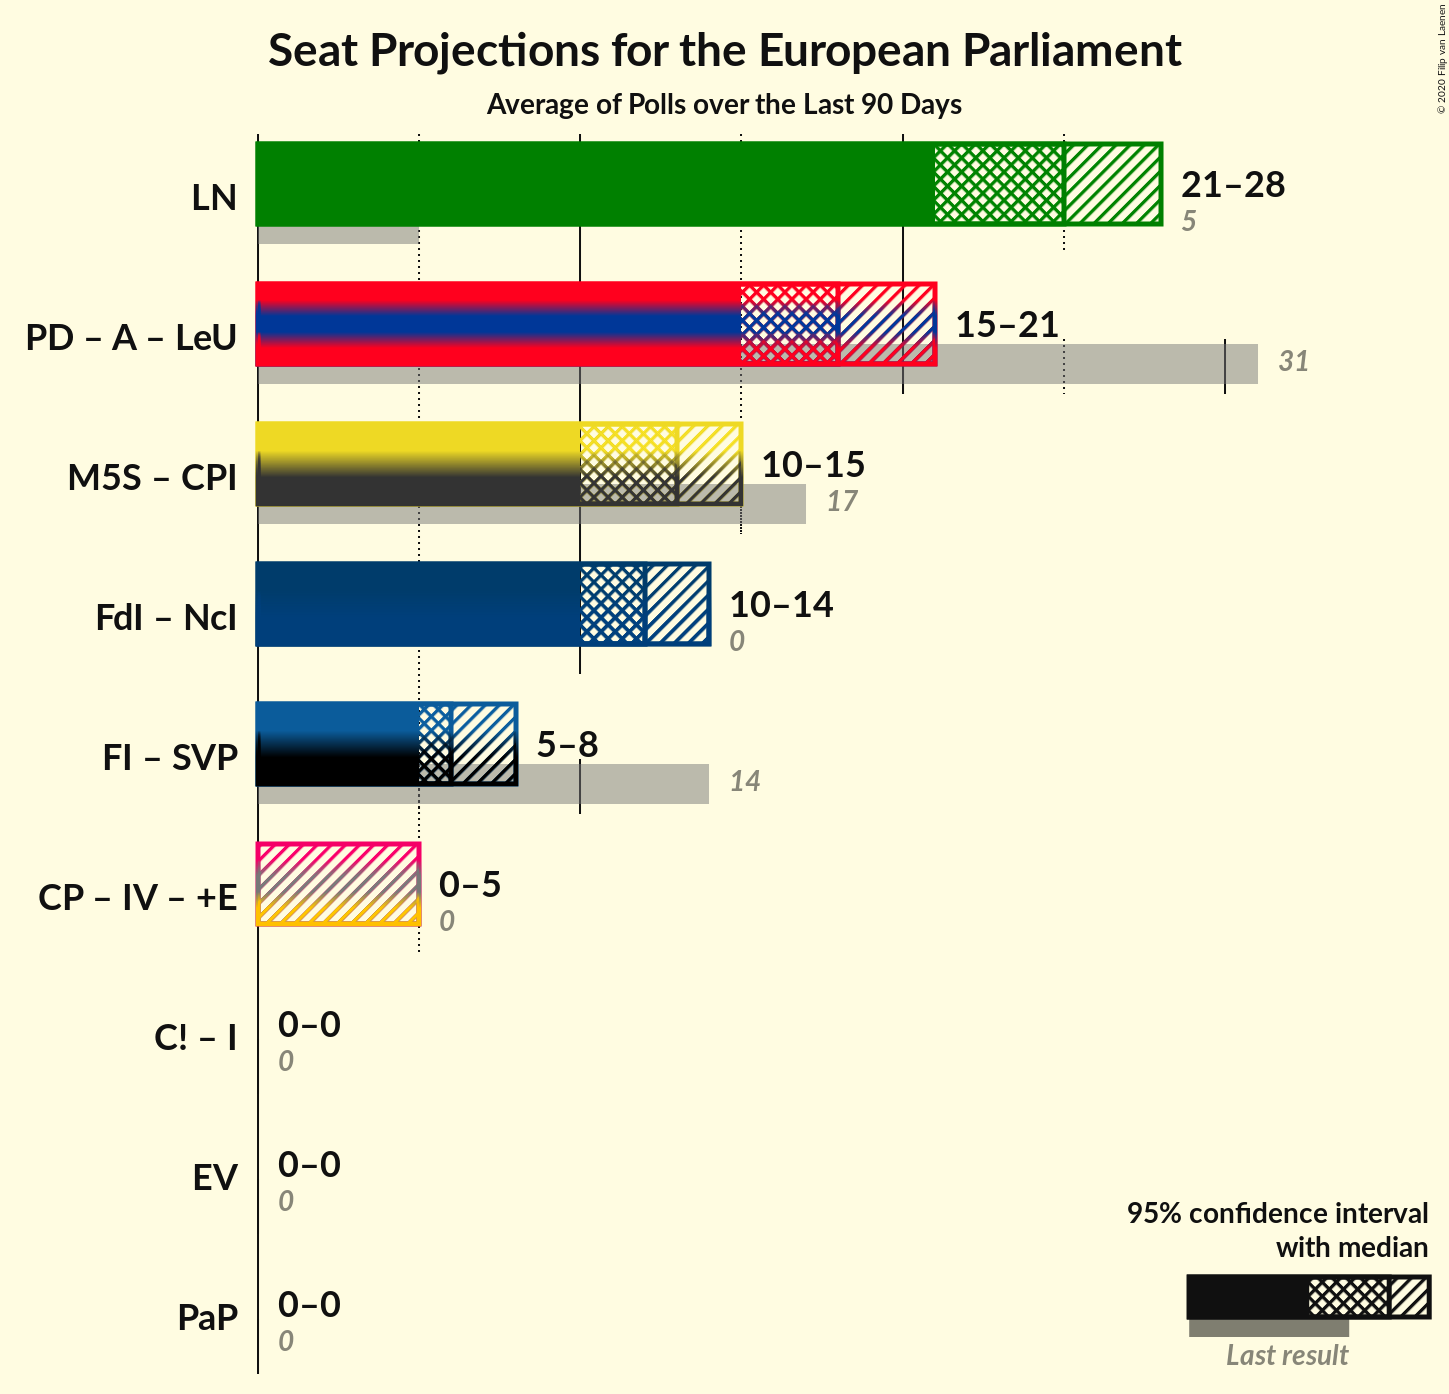 Seat Projections for the European Parliament
Average of Polls over the Last 90 Days
© 2020 Filip van Laenen
LN
21–28
5
PD – A – LeU
15–21
31
M5S – CPI
10–15
17
FdI – NcI
10–14
0
FI – SVP
5–8
14
CP – IV – +E
0–5
0
C! – I
0–0
0
EV
0–0
0
PaP
0–0
0
95% confidence interval
with median
Last result